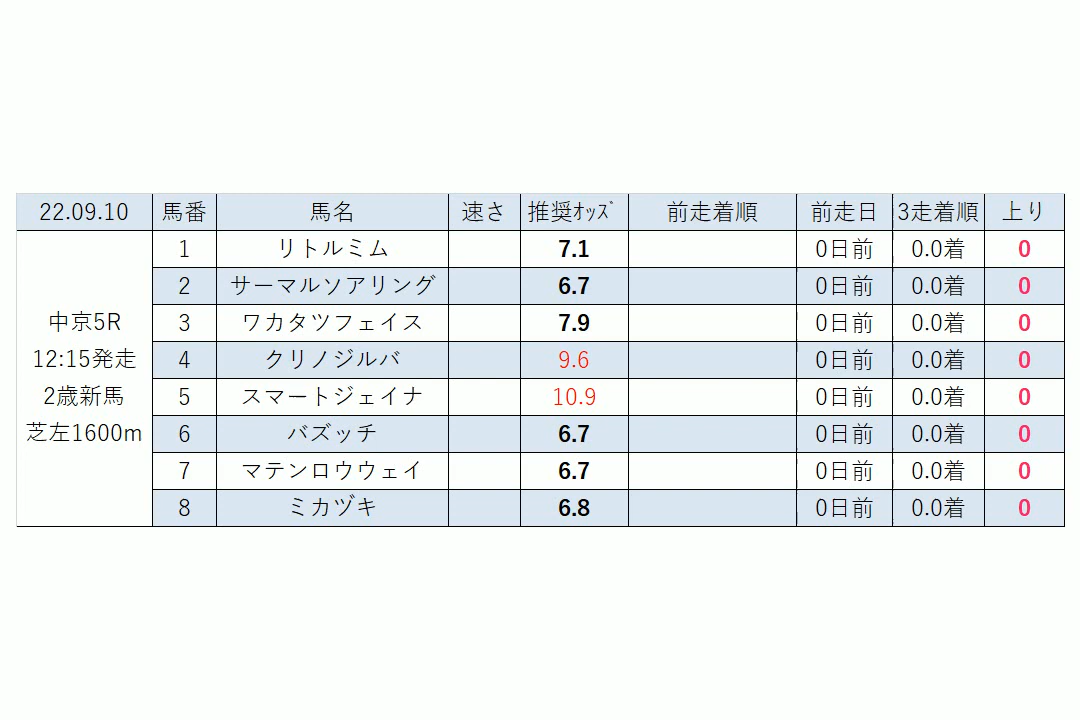 22.09.10 馬番 馬名 速さ 推奨ｵｯｽﾞ 前走着順 前走日 3走着順 上り
1 リトルミム 7.1 0日前 0.0着 0
2 サーマルソアリング 6.7 0日前 0.0着 0
3 ワカタツフェイス 7.9 0日前 0.0着 0
中京5R
12:15発走
2歳新馬
芝左1600m
4 クリノジルバ 9.6 0日前 0.0着 0
5 スマートジェイナ 10.9 0日前 0.0着 0
6 バズッチ 6.7 0日前 0.0着 0
7 マテンロウウェイ 6.7 0日前 0.0着 0
8 ミカヅキ 6.8 0日前 0.0着 0